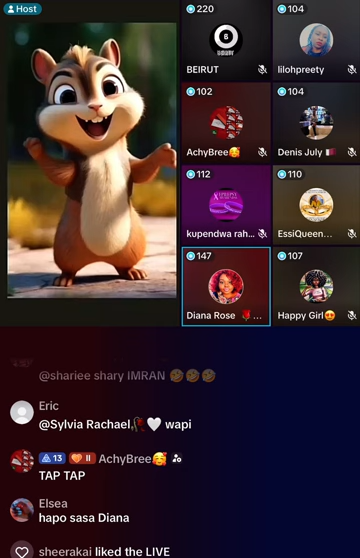 Host
220
BEIRUT
104
lilohpreety
102
AchyBree🥰
104
Denis July
112
kupendwa rah...
110
EssiQueen...
147
Diana Rose 🌹...
107
Happy Girl😍
@shariee shary IMRAN 🤣🤣🤣
Eric
@Sylvia Rachael🥀🤍 wapi
13 II AchyBree🥰
TAP TAP
Elsea
hapo sasa Diana
sheerakai liked the LIVE